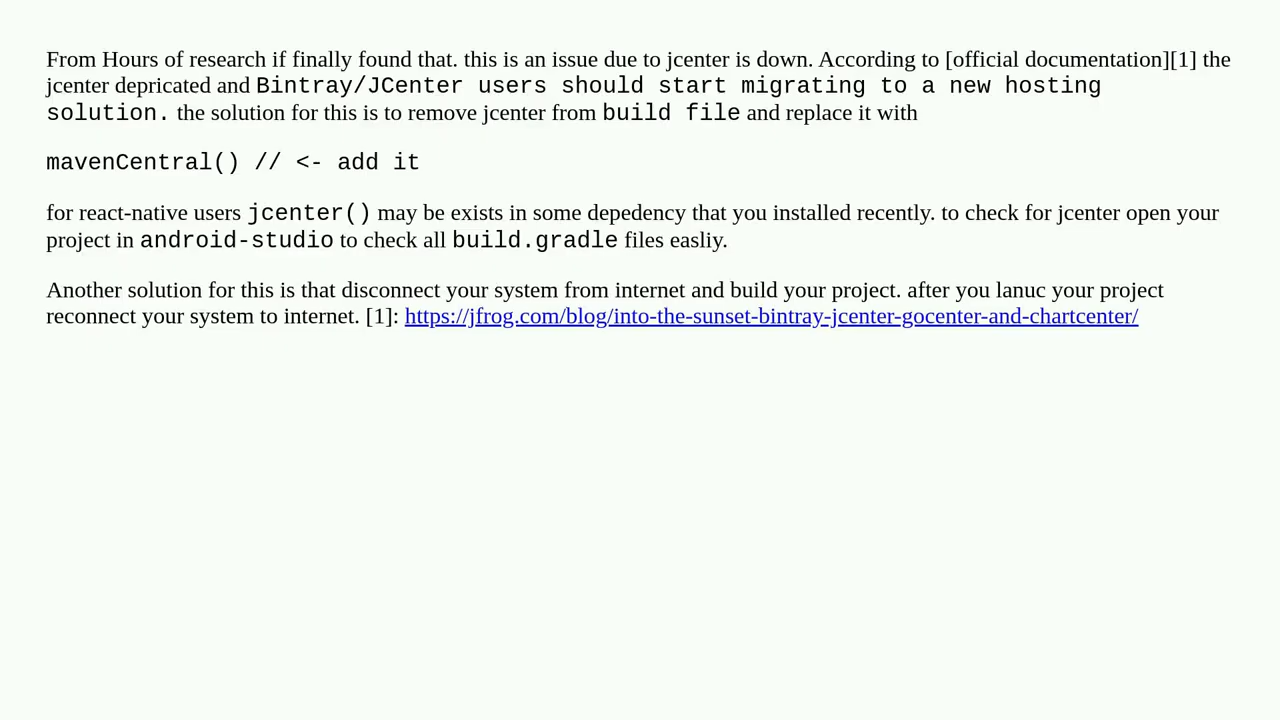 From Hours of research if finally found that. this is an issue due to jcenter is down. According to [official documentation][1] the
jcenter depricated and Bintray/JCenter users should start migrating to a new hosting
solution. the solution for this is to remove jcenter from build file and replace it with
mavenCentral() // <- add it
for react-native users jcenter() may be exists in some depedency that you installed recently. to check for jcenter open your
project in android-studio to check all build.gradle files easliy.
Another solution for this is that disconnect your system from internet and build your project. after you lanuc your project
reconnect your system to internet. [1]: https://jfrog.com/blog/into-the-sunset-bintray-jcenter-gocenter-and-chartcenter/